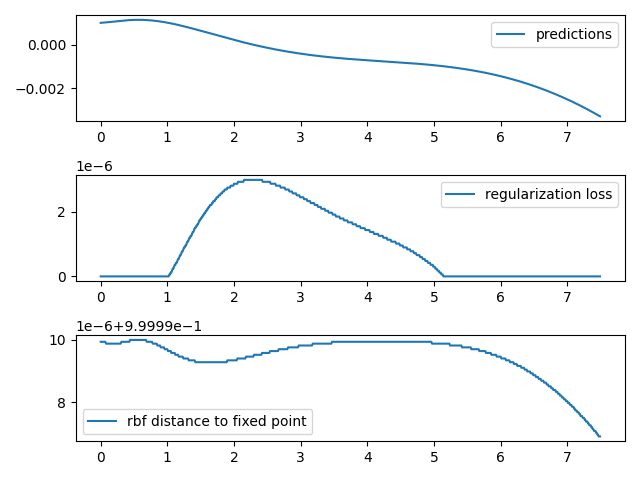 predictions
0.000
−0.002
0 1 2 3 4 5 6 7
1e−6
regularization loss
2
0
0 1 2 3 4 5 6 7
1e−6+9.9999e−1
10
8
rbf distance to fixed point
0 1 2 3 4 5 6 7